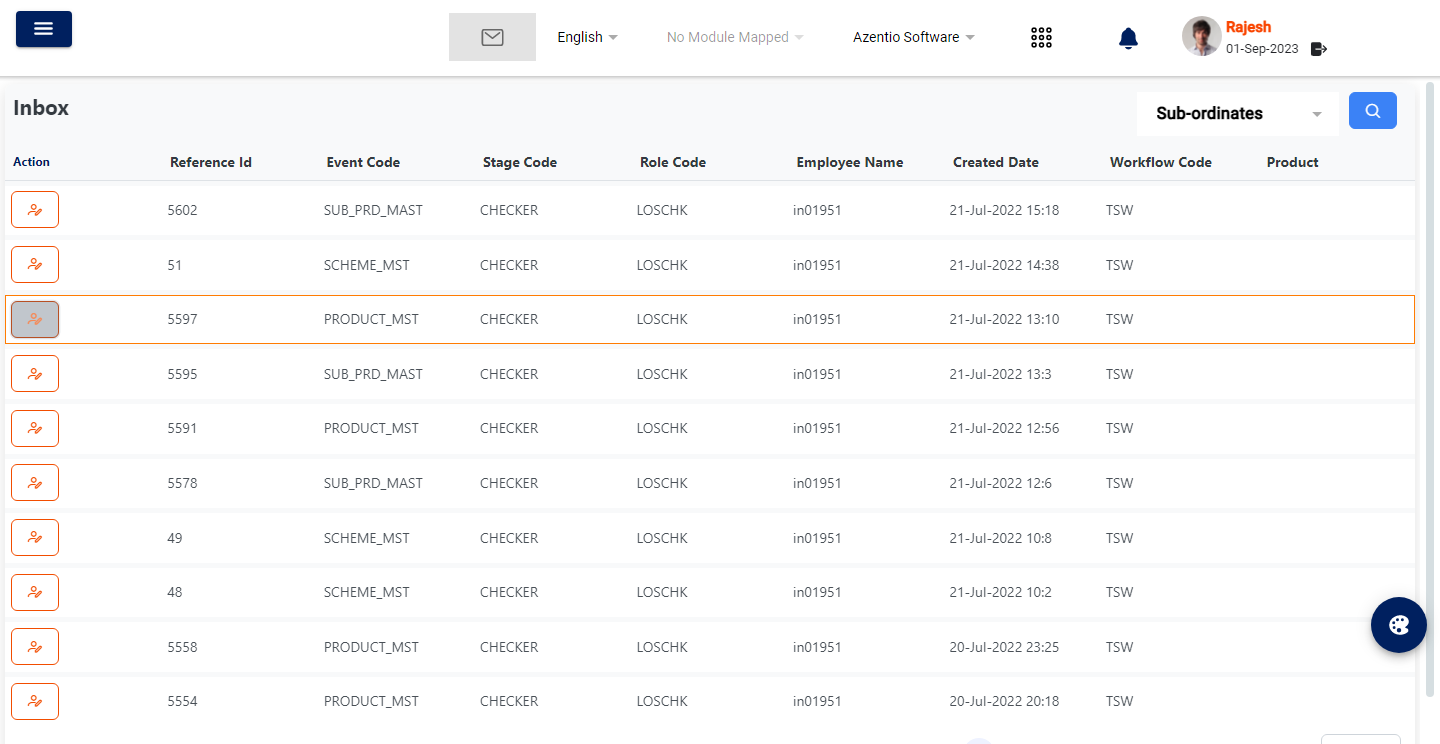 English No Module Mapped Azentio Software Rajesh
01-Sep-2023
Inbox Sub-ordinates
Action Reference Id Event Code Stage Code Role Code Employee Name Created Date Workflow Code Product
5602 SUB_PRD_MAST CHECKER LOSCHK in01951 21-Jul-2022 15:18 TSW
51 SCHEME_MST CHECKER LOSCHK in01951 21-Jul-2022 14:38 TSW
5597 PRODUCT_MST CHECKER LOSCHK in01951 21-Jul-2022 13:10 TSW
5595 SUB_PRD_MAST CHECKER LOSCHK in01951 21-Jul-2022 13:3 TSW
5591 PRODUCT_MST CHECKER LOSCHK in01951 21-Jul-2022 12:56 TSW
5578 SUB_PRD_MAST CHECKER LOSCHK in01951 21-Jul-2022 12:6 TSW
49 SCHEME_MST CHECKER LOSCHK in01951 21-Jul-2022 10:8 TSW
48 SCHEME_MST CHECKER LOSCHK in01951 21-Jul-2022 10:2 TSW
5558 PRODUCT_MST CHECKER LOSCHK in01951 20-Jul-2022 23:25 TSW
5554 PRODUCT_MST CHECKER LOSCHK in01951 20-Jul-2022 20:18 TSW